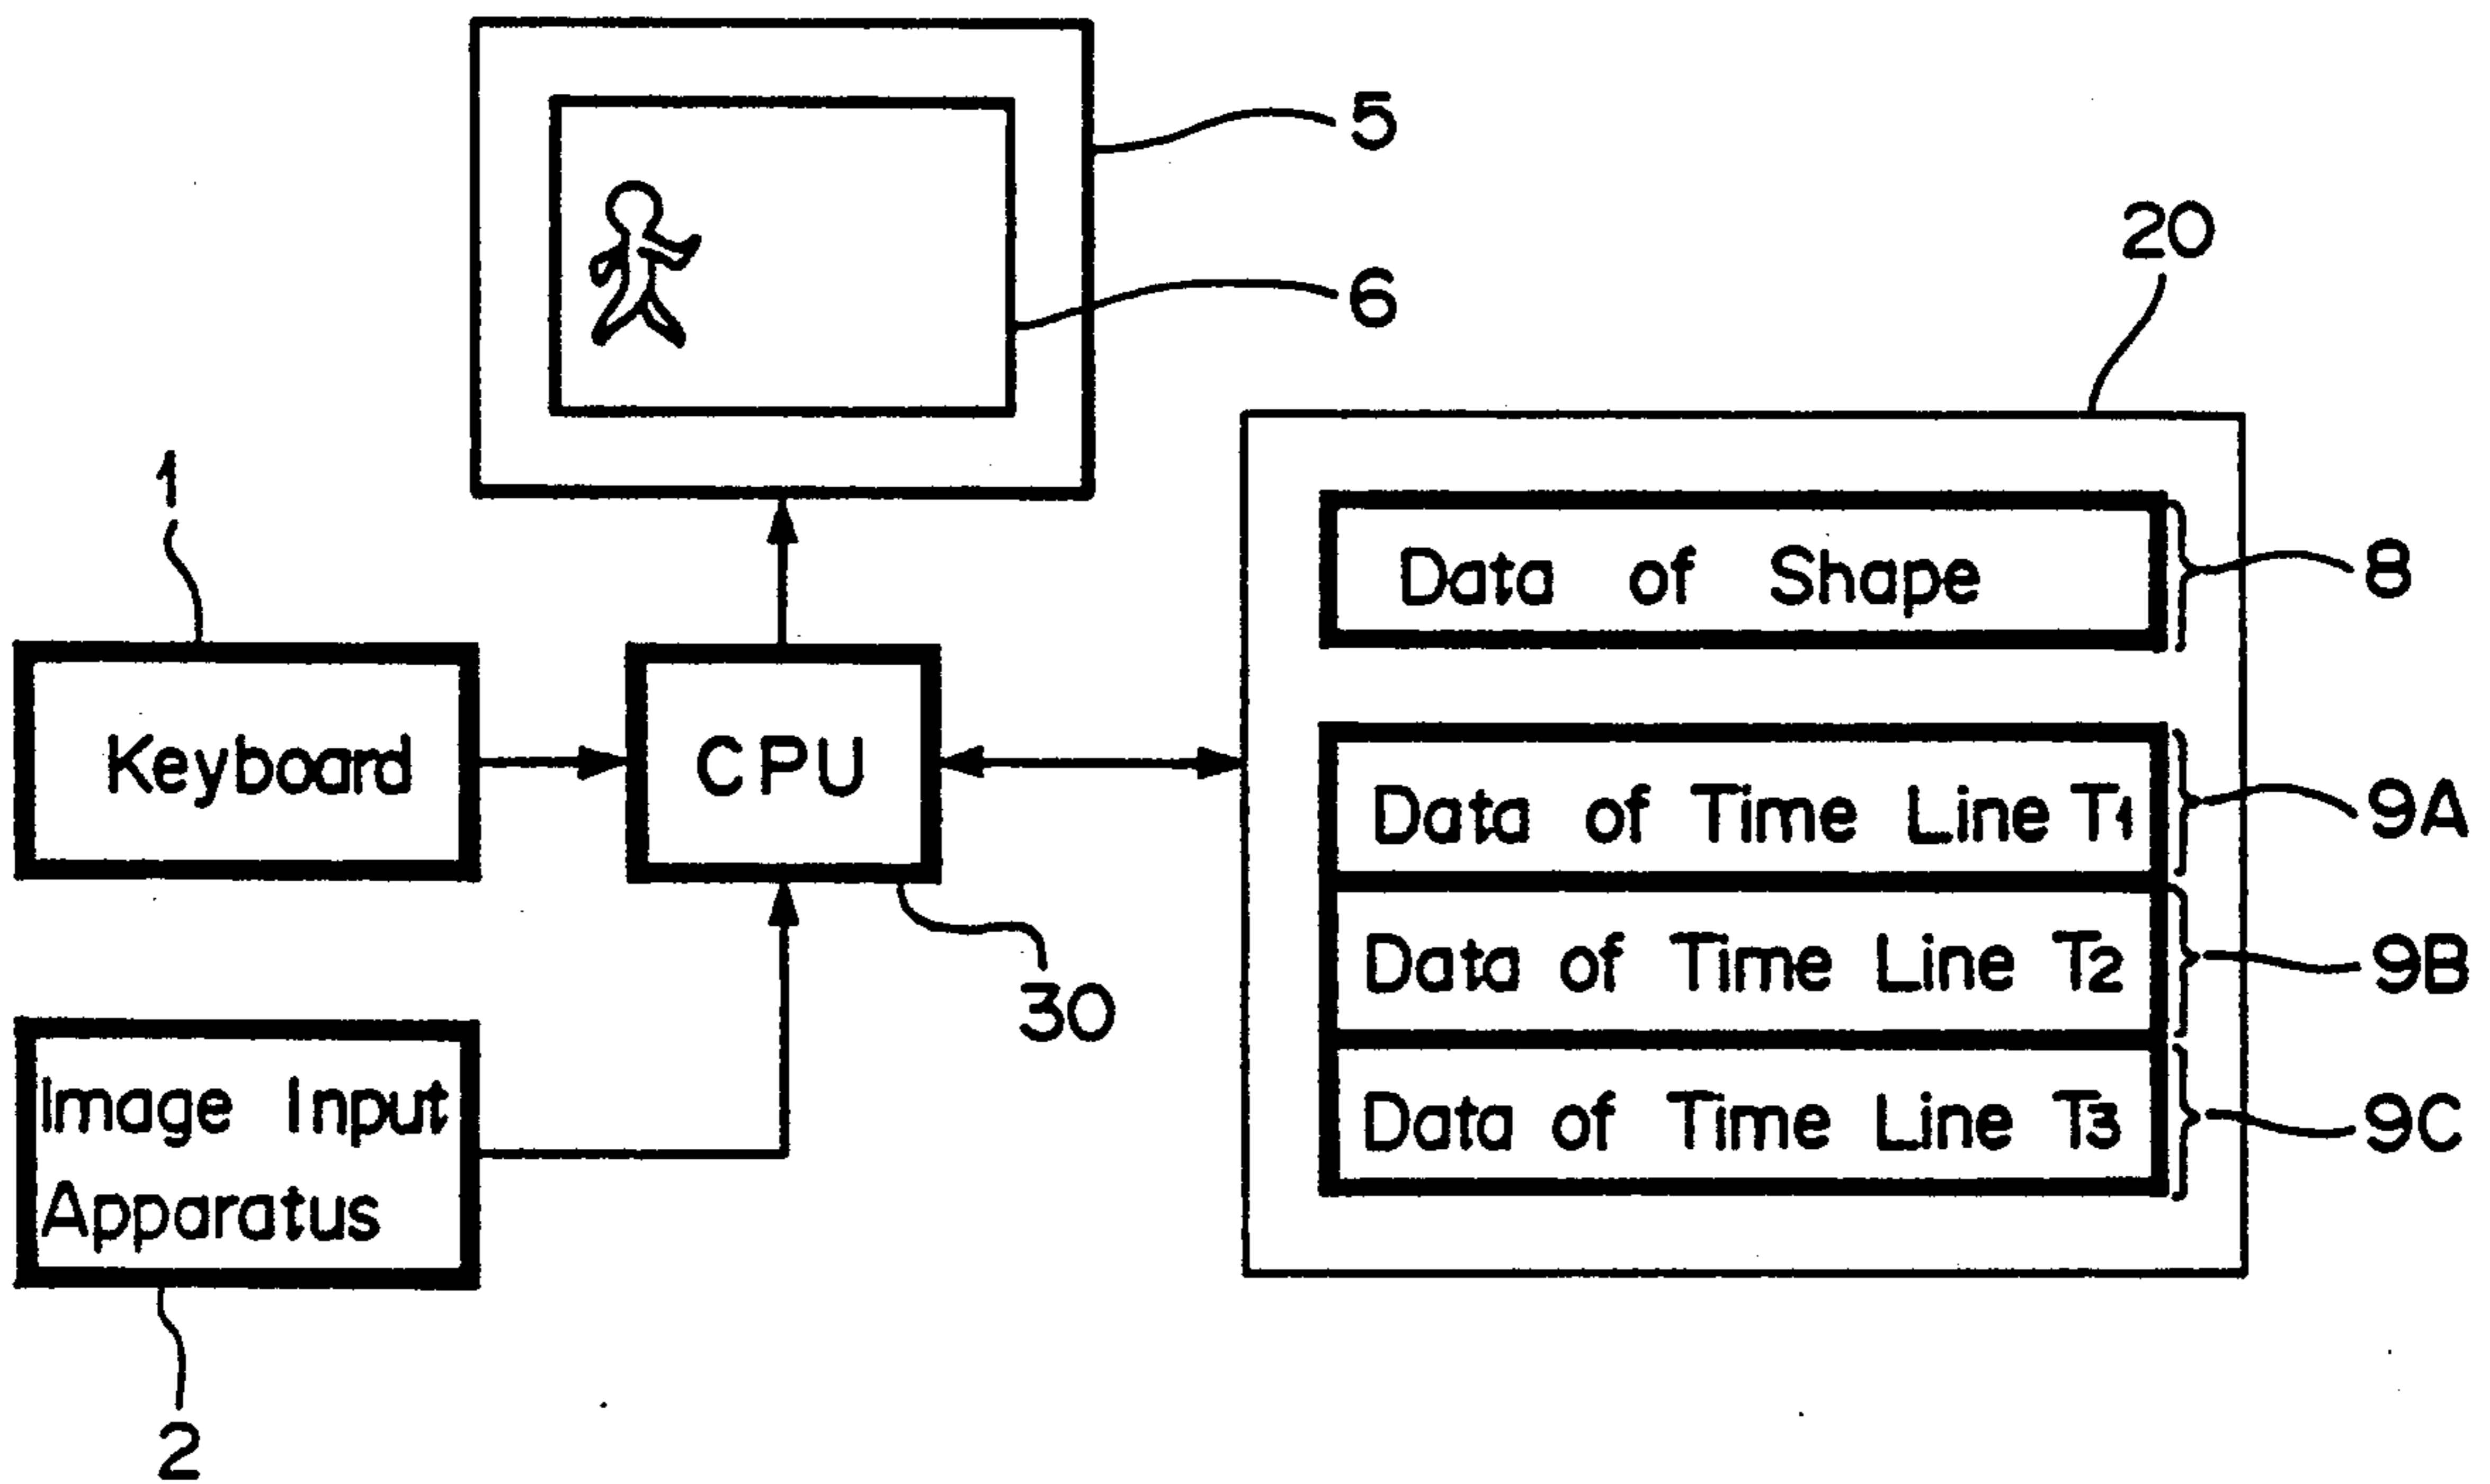 5
6
20
1
Data of Shape
8
Keyboard
CPU
Data of Time Line T1
9A
Data of Time Line T2
9B
30
Image Input
Apparatus
Data of Time Line T3
9C
2